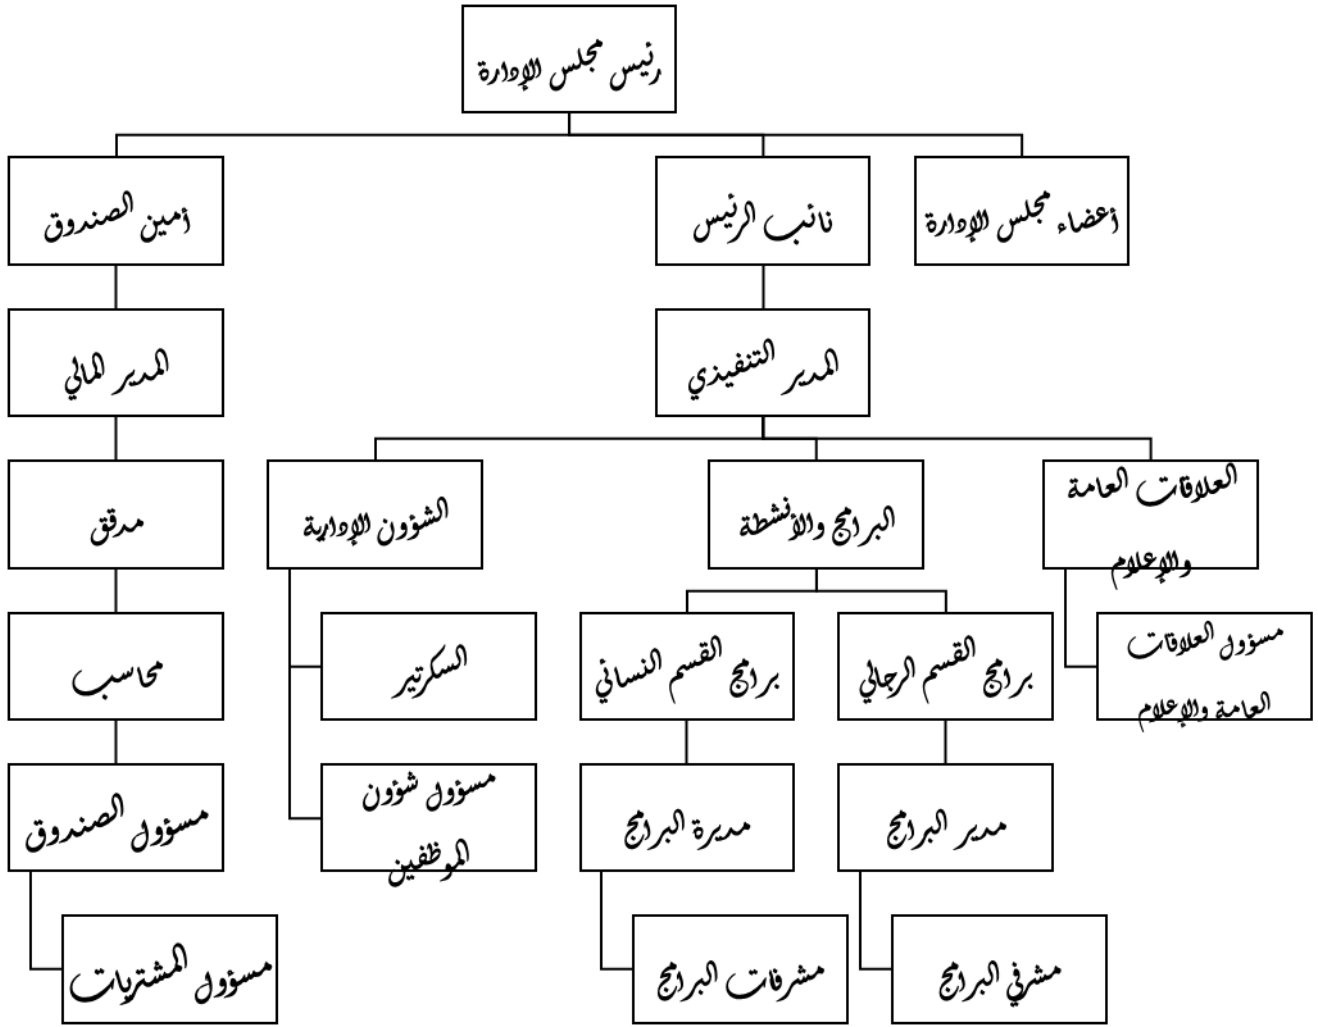 رئيس مجلس الإدارة
أعضاء مجلس الإدارة
نائب الرئيس
أمين الصندوق
المدير التنفيذي
المدير المالي
العلاقات العامة
والإعلام
البرامج والأنشطة
الشؤون الإدارية
مدقق
مسؤول العلاقات
العامة والإعلام
برامج القسم الرجالي
برامج القسم النسائي
السكرتير
محاسب
مدير البرامج
مديرة البرامج
مسؤول شؤون
الموظفين
مسؤول الصندوق
مشرفي البرامج
مشرفات البرامج
مسؤول المشتريات